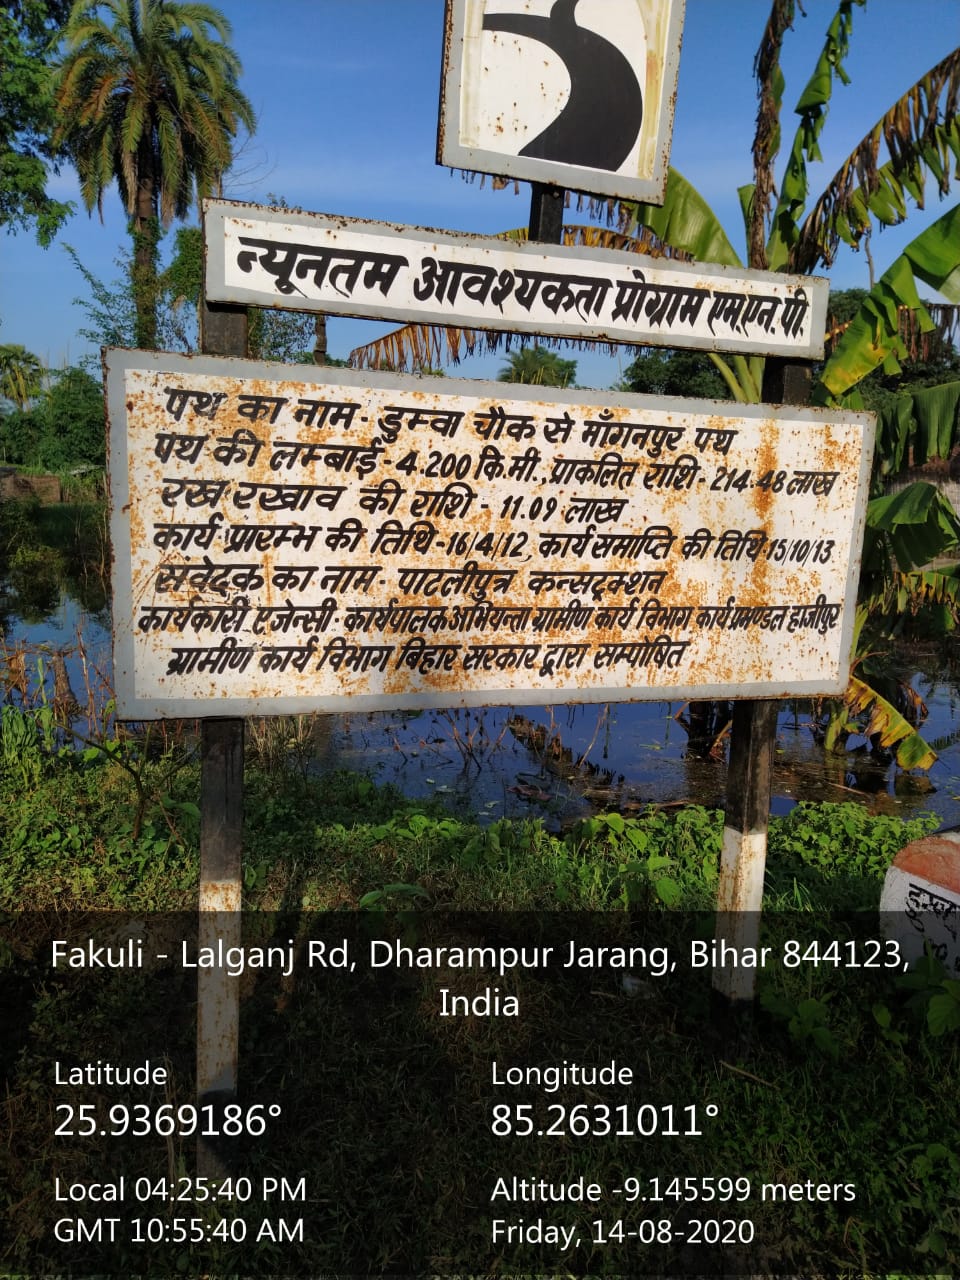 न्यूनतम आवश्यकता प्रोग्राम एम.एन.पी.
पथ का नाम - डुम्वा चौक से माँगनपुर पथ
पथ की लम्बाई - 4.200 कि.मी., प्राकलित राशि - 214.48 लाख
रख रखाव की राशि - 11.09 लाख
कार्य प्रारम्भ की तिथि - 16/4/12, कार्य समाप्ति की तिथि 15/10/13
संवेदक का नाम - पाटलीपुत्र कन्सट्रक्शन
कार्यकारी एजेन्सी - कार्यपालक अभियन्ता ग्रामीण कार्य विभाग कार्य प्रमण्डल हाजीपुर
ग्रामीण कार्य विभाग बिहार सरकार द्वारा सम्पोषित
Fakuli - Lalganj Rd, Dharampur Jarang, Bihar 844123,
India
Latitude
25.9369186°
Longitude
85.2631011°
Local 04:25:40 PM
GMT 10:55:40 AM
Altitude -9.145599 meters
Friday, 14-08-2020